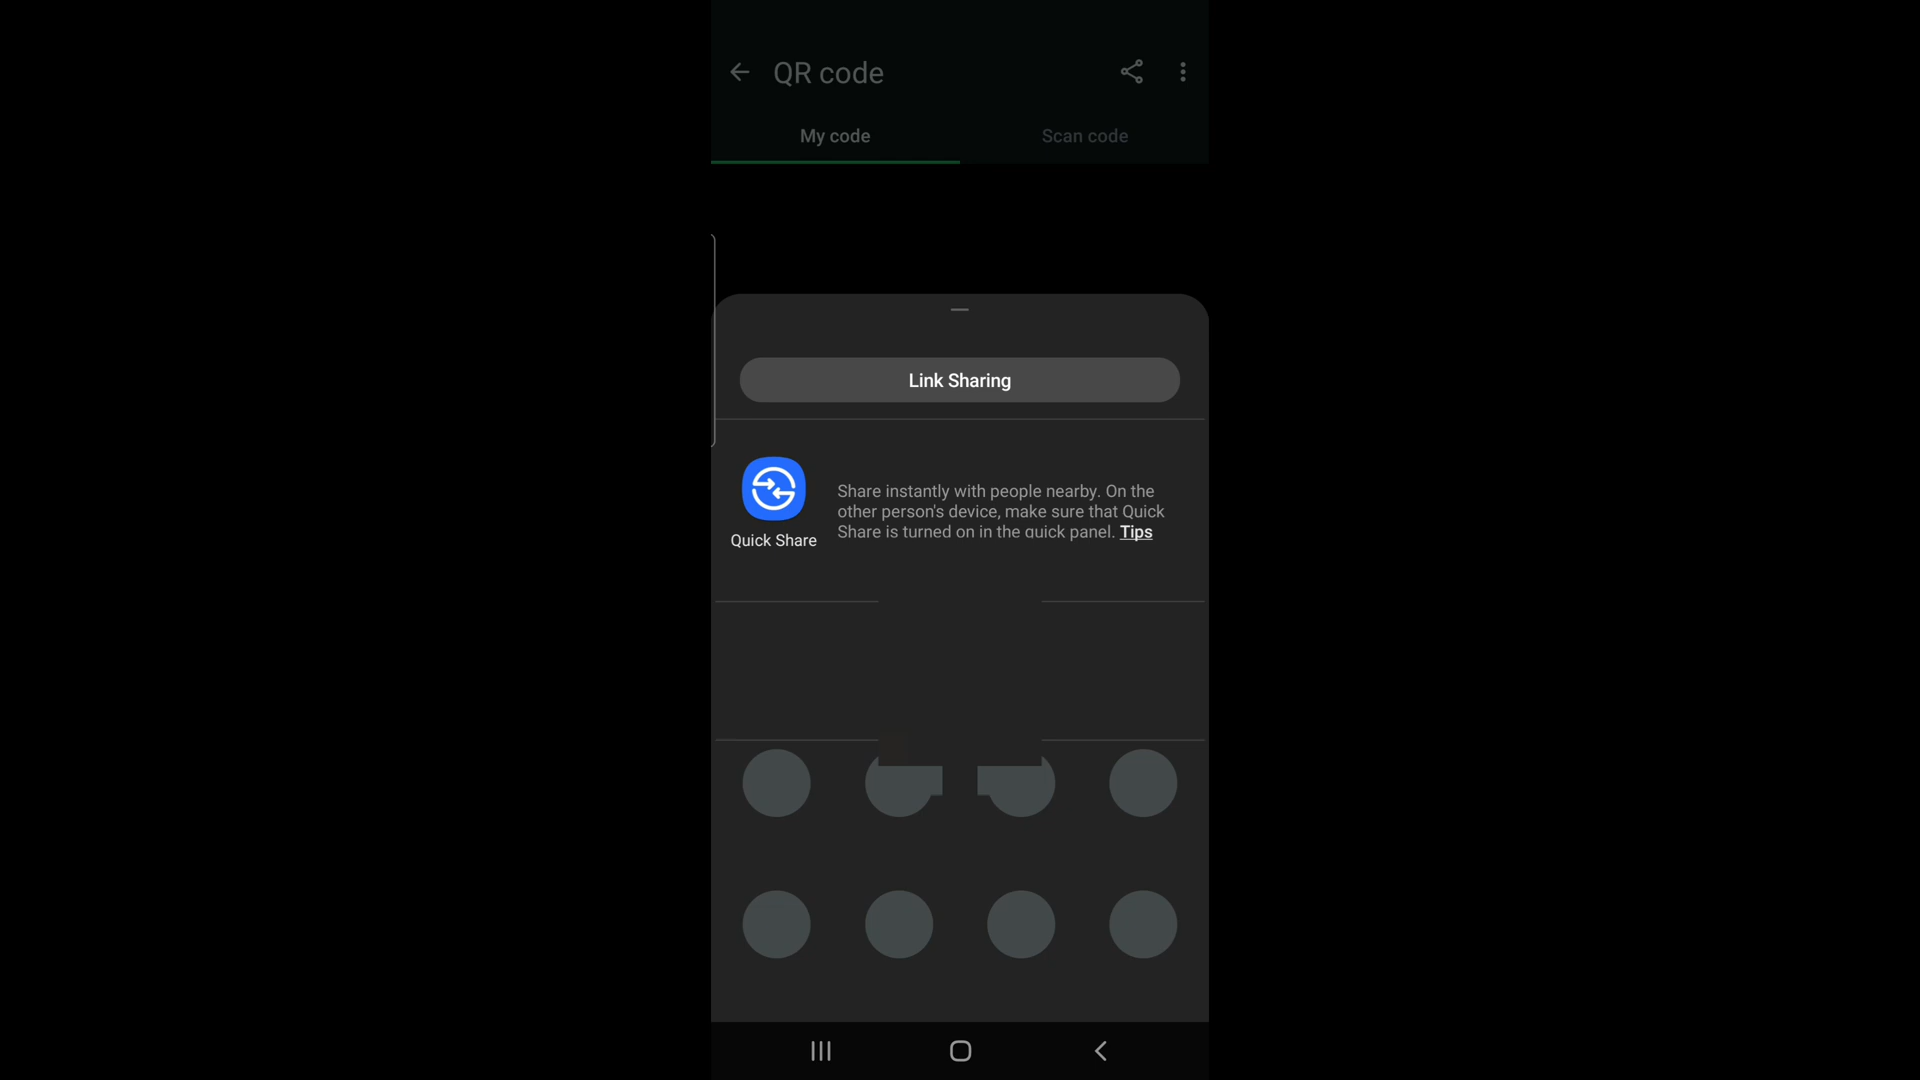 QR code
My code
Scan code
Link Sharing
Share instantly with people nearby. On the
other person's device, make sure that Quick
Share is turned on in the quick panel. Tips
Quick Share